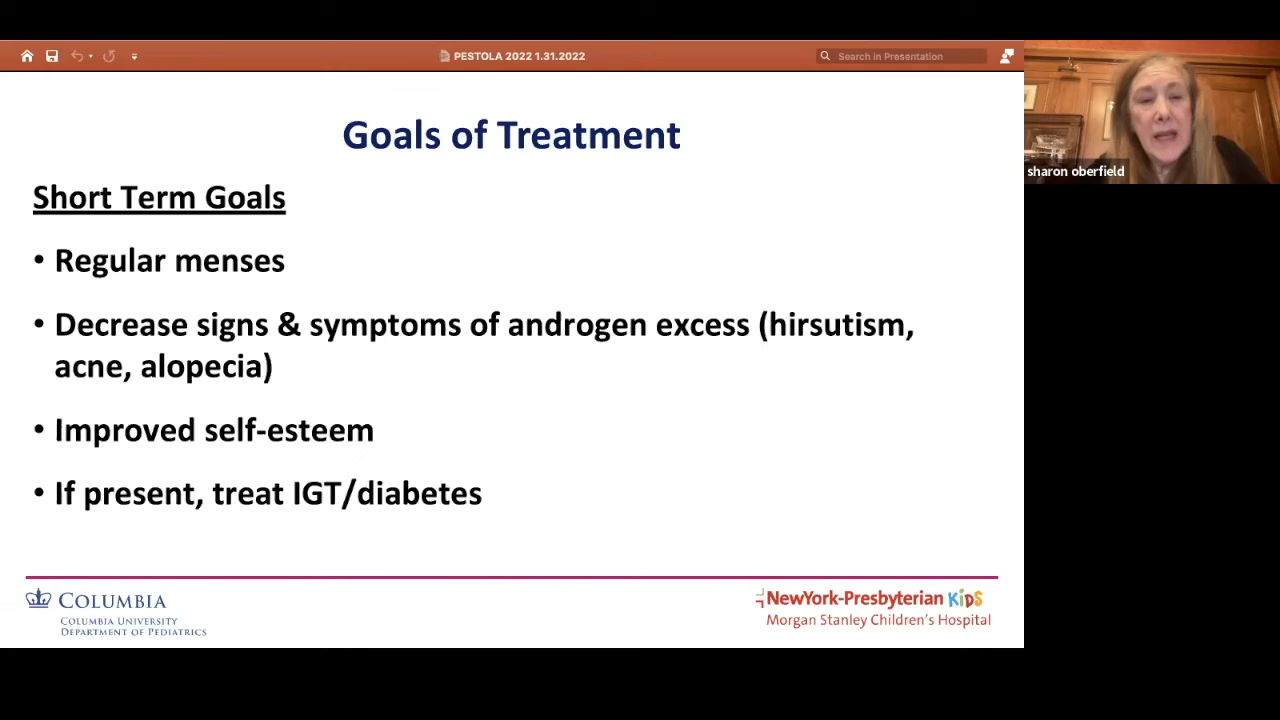 PESTOLA 2022 1.31.2022
Search in Presentation
Goals of Treatment
Short Term Goals
• Regular menses
• Decrease signs & symptoms of androgen excess (hirsutism,
acne, alopecia)
• Improved self-esteem
• If present, treat IGT/diabetes
COLUMBIA
COLUMBIA UNIVERSITY
DEPARTMENT OF PEDIATRICS
NewYork-Presbyterian KiDS
Morgan Stanley Children's Hospital
sharon oberfield